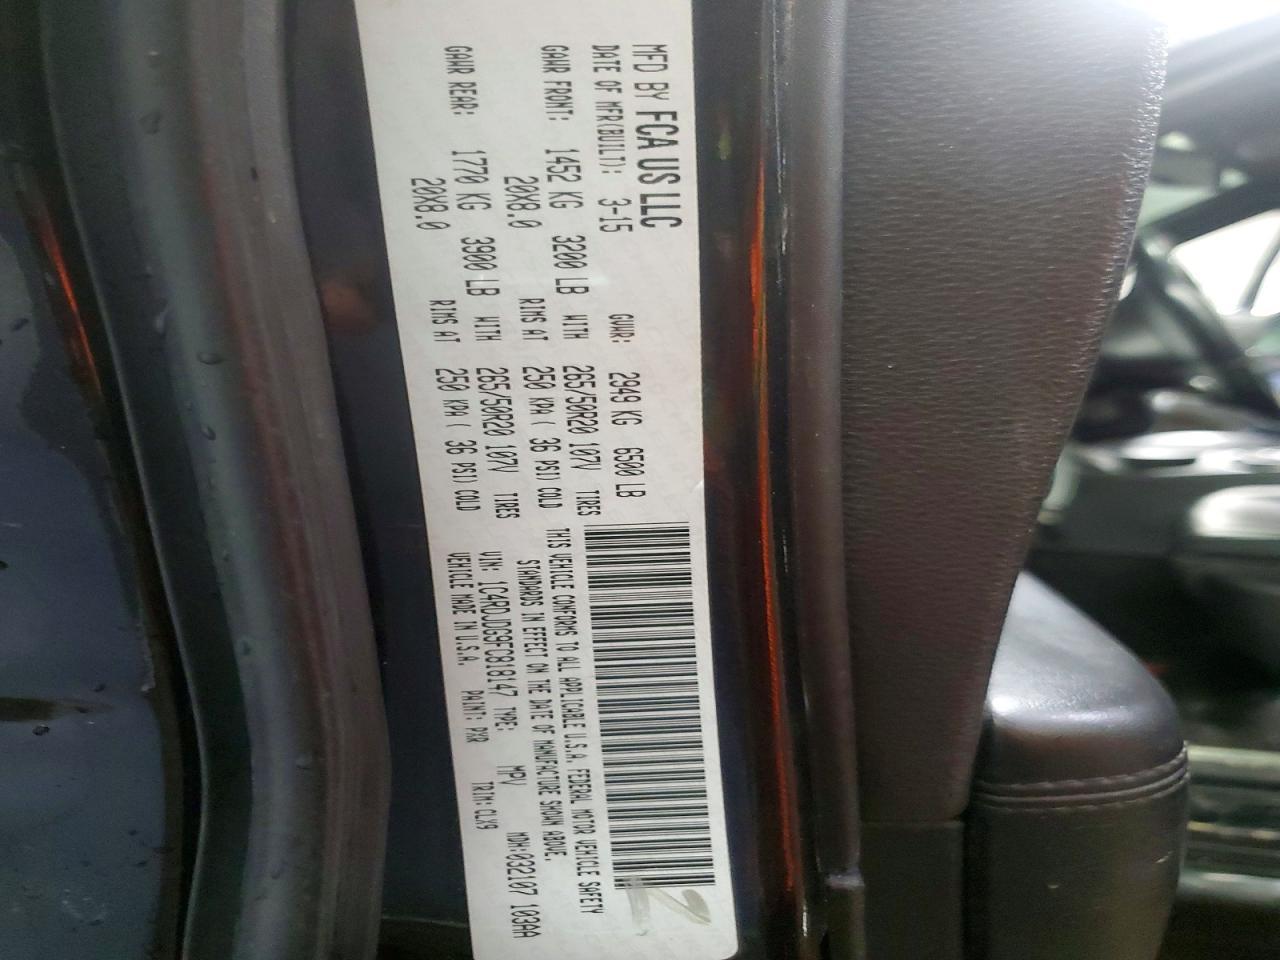 MFD BY FCA US LLC
DATE OF MFR(BUILT): 3-15 GVWR: 2949 KG 6500 LB
GAWR FRONT: 1452 KG 3200 LB WITH 265/50R20 107V TIRES
20X8.0 RIMS AT 250 KPA ( 36 PSI) COLD
GAWR REAR: 1770 KG 3900 LB WITH 265/50R20 107V TIRES
20X8.0 RIMS AT 250 KPA ( 36 PSI) COLD
THIS VEHICLE CONFORMS TO ALL APPLICABLE U.S.A. FEDERAL MOTOR VEHICLE SAFETY
STANDARDS IN EFFECT ON THE DATE OF MANUFACTURE SHOWN ABOVE.
VIN: 1C4RDJDG9FC818147 TYPE: MPV MDH:032107 103AA
VEHICLE MADE IN U.S.A. PAINT: PXR TRIM: CLX9